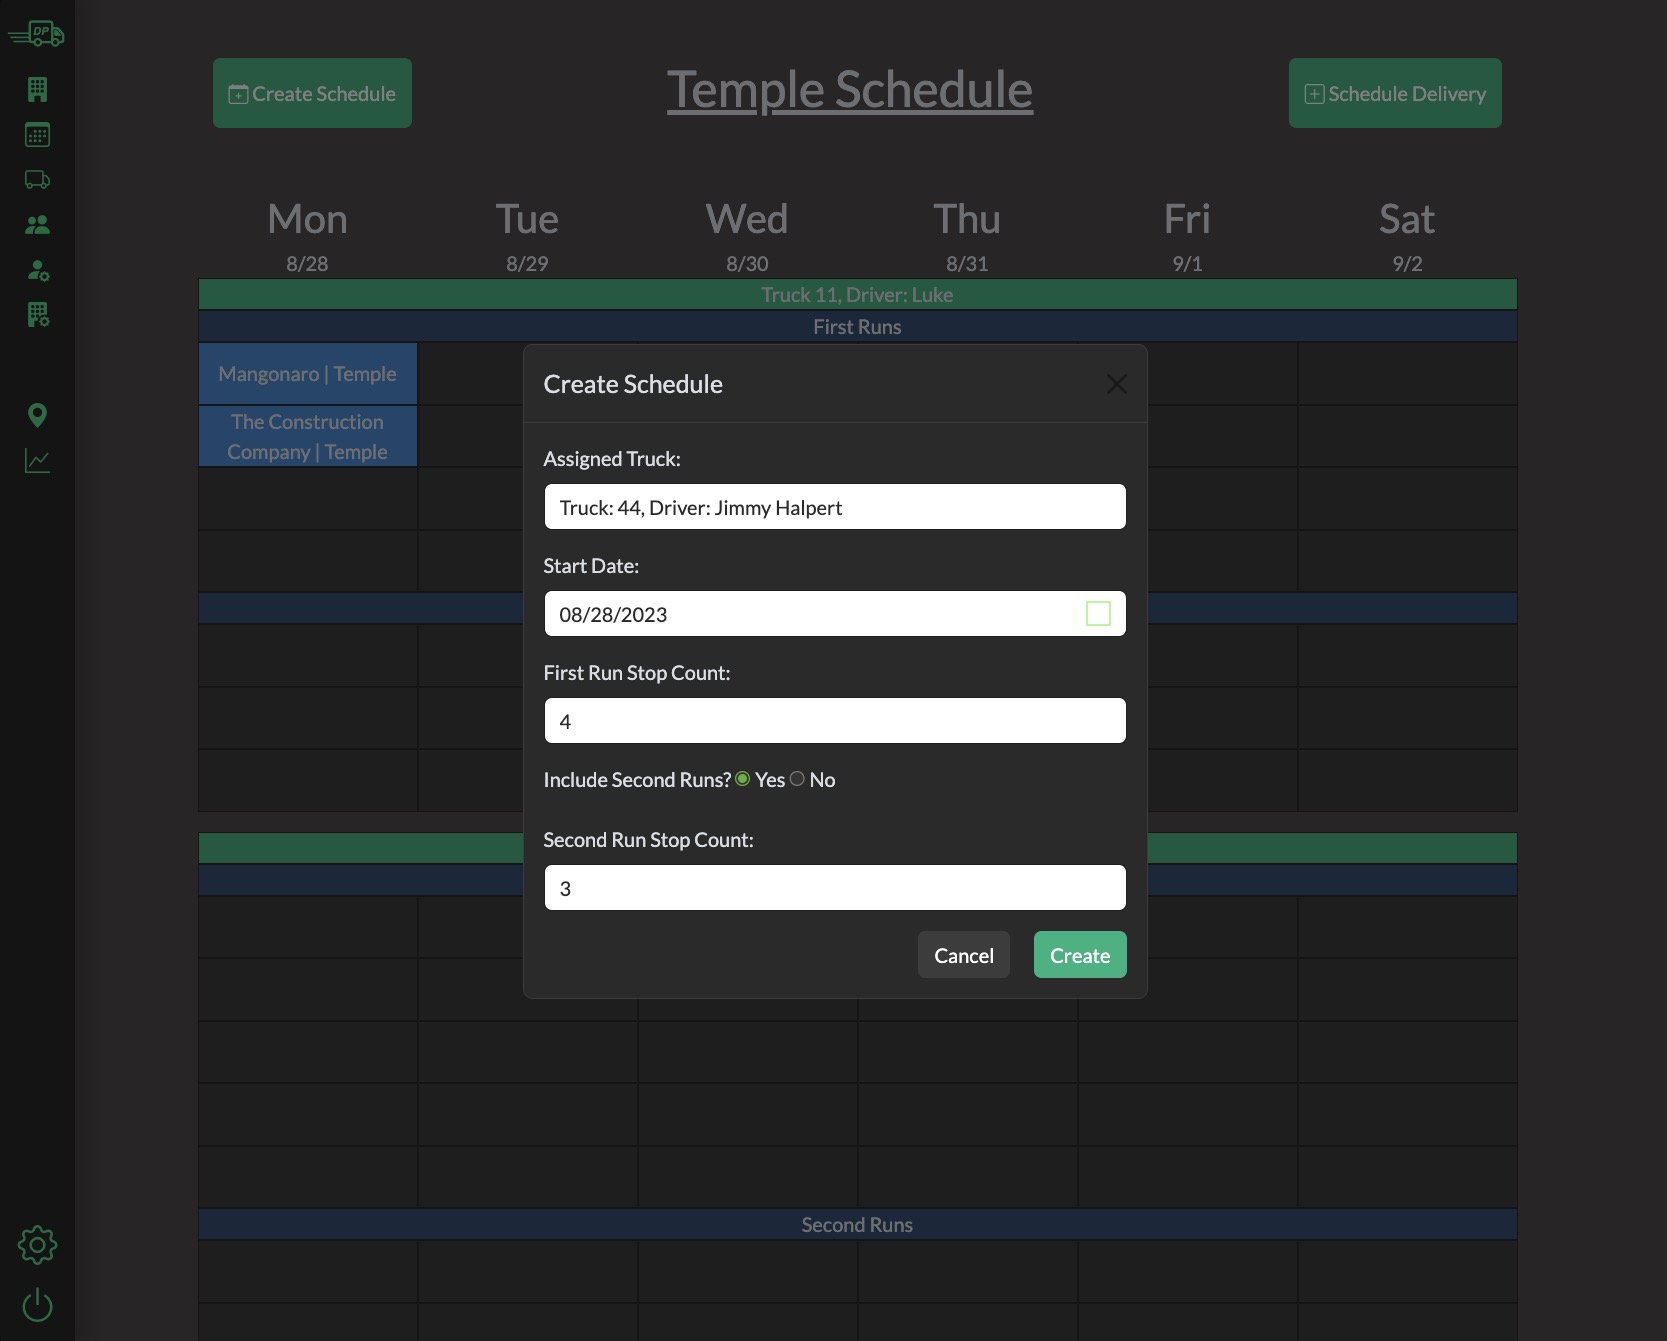 DP
Create Schedule
Temple Schedule
Schedule Delivery
Mon
Tue
Wed
Thu
Fri
Sat
8/28
8/29
8/30
8/31
9/1
9/2
Truck 11, Driver: Luke
First Runs
Mangonaro | Temple
The Construction
Company | Temple
Create Schedule
Assigned Truck:
Truck: 44, Driver: Jimmy Halpert
Start Date:
08/28/2023
First Run Stop Count:
4
Include Second Runs? Yes No
Second Run Stop Count:
3
Cancel
Create
Second Runs